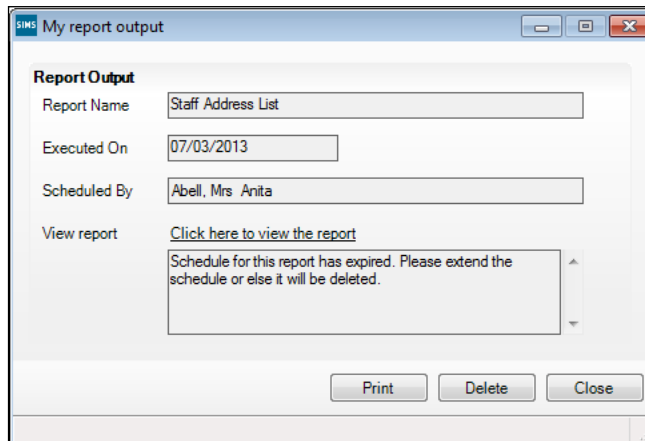 SIMS My report output
Report Output
Report Name Staff Address List
Executed On 07/03/2013
Scheduled By Abell, Mrs Anita
View report Click here to view the report
Schedule for this report has expired. Please extend the
schedule or else it will be deleted.
Print Delete Close